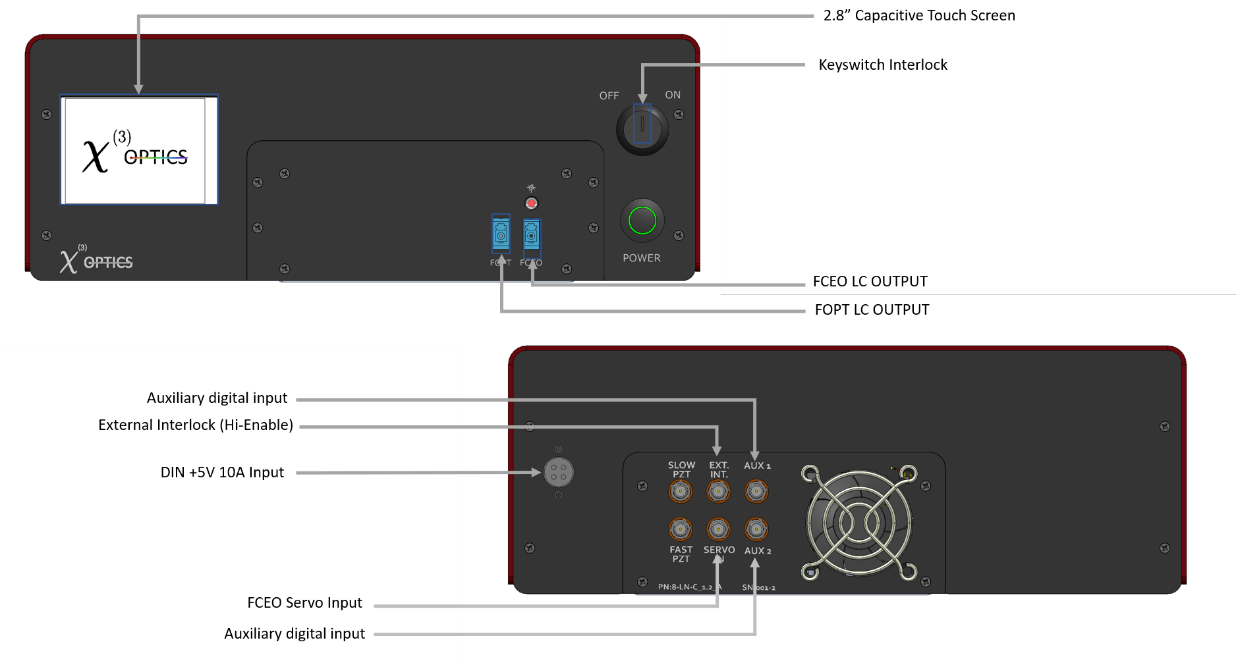 2.8” Capacitive Touch Screen
Keyswitch Interlock
OFF
ON
χ(3)
OPTICS
χ(3) OPTICS
POWER
FCEO
FCEO LC OUTPUT
FOPT LC OUTPUT
Auxiliary digital input
External Interlock (Hi-Enable)
DIN +5V 10A Input
SLOW PZT
EXT. INT.
AUX 1
FAST PZT
SERVO
AUX 2
FCEO Servo Input
Auxiliary digital input